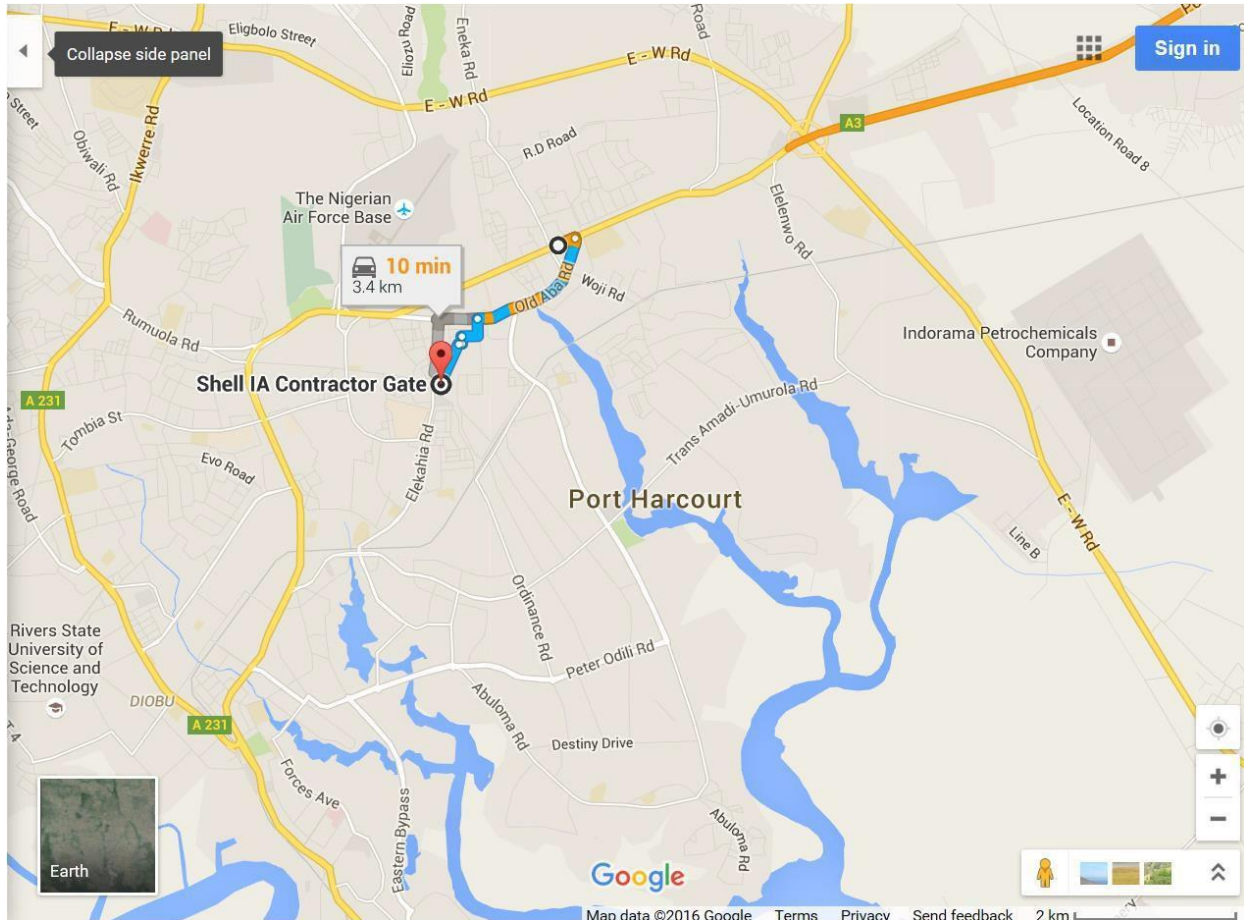 E - W Rd
Eligbolo Street
Collapse side panel
Street
Obiwali Rd
Ikwerre Rd
Eliozu Road
Eneka Rd
Road
E - W Rd
E - W Rd
Sign in
A3
Location Road 8
R.D Road
The Nigerian
Air Force Base
Elelenwo Rd
10 min
3.4 km
Old Aba Rd
Woji Rd
Rumuola Rd
Indorama Petrochemicals
Company
Shell IA Contractor Gate
A 231
Tombia St
Ada-George Road
Evo Road
Elekahia Rd
Trans Amadi-Umurola Rd
Port Harcourt
E - W Rd
Line B
Ordinance Rd
Rivers State
University of
Science and
Technology
DIOBU
Peter Odili Rd
A 231
Abuloma Rd
Destiny Drive
Forces Ave
Eastern Bypass
Abuloma Rd
Earth
Google
Map data ©2016 Google Terms Privacy Send feedback 2 km